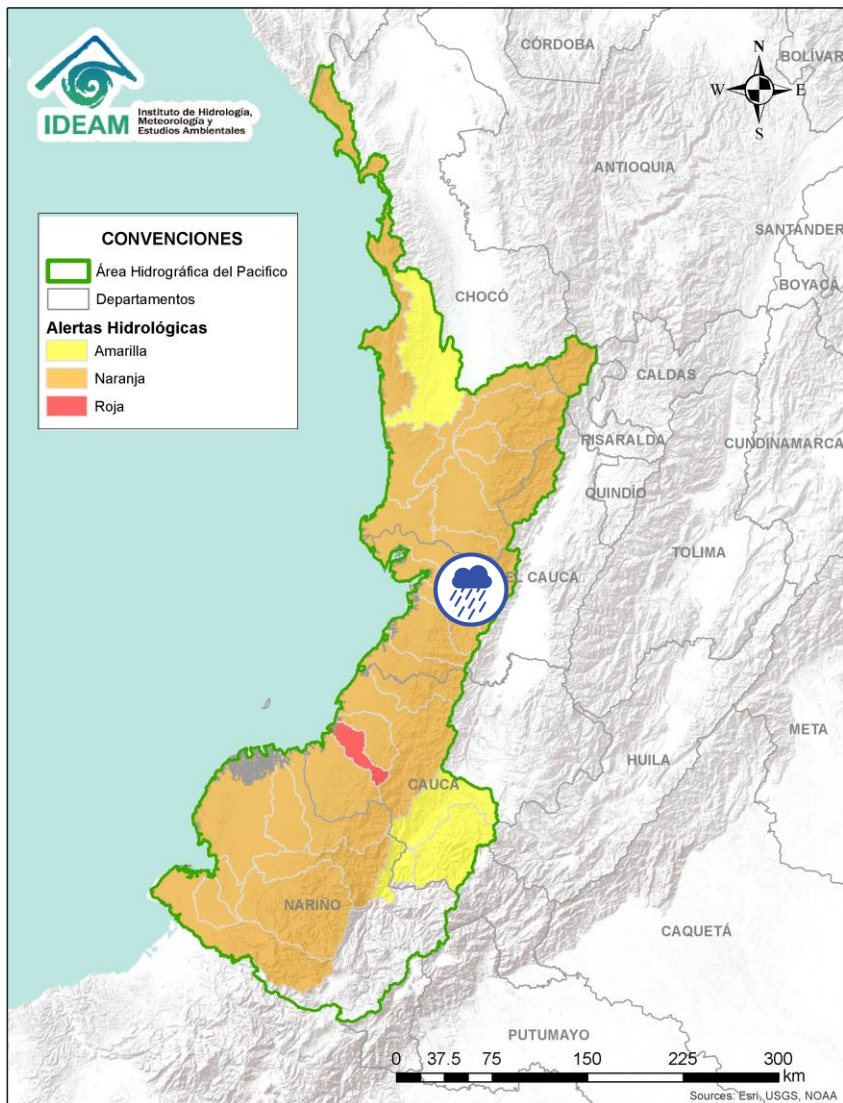 IDEAM
Instituto de Hidrología,
Meteorología y
Estudios Ambientales
CÓRDOBA
BOLÍVAR
N
W
E
S
ANTIOQUIA
SANTANDER
BOYACÁ
CONVENCIONES
Área Hidrográfica del Pacifico
Departamentos
Alertas Hidrológicas
Amarilla
Naranja
Roja
CHOCÓ
CALDAS
RISARALDA
CUNDINAMARCA
QUINDÍO
TOLIMA
EL CAUCA
META
HUILA
CAUCA
NARIÑO
CAQUETÁ
PUTUMAYO
0 37.5 75 150 225 300
km
Sources: Esri, USGS, NOAA